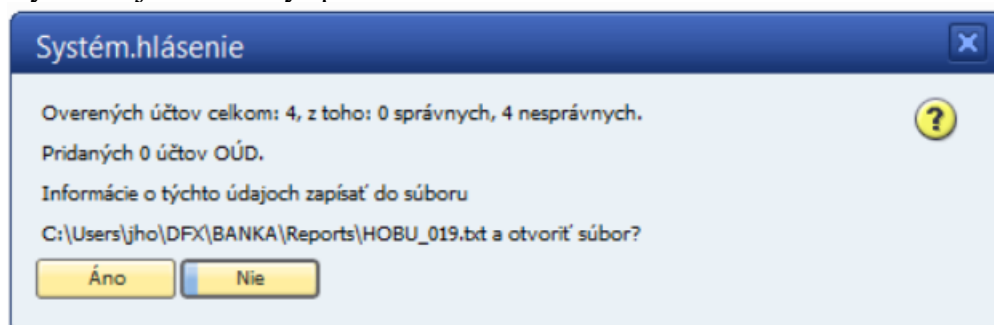 Systém.hlásenie
Overených účtov celkom: 4, z toho: 0 správnych, 4 nesprávnych.
Pridaných 0 účtov OÚD.
Informácie o týchto údajoch zapísať do súboru
C:\Users\jho\DFX\BANKA\Reports\HOBU_019.txt a otvoriť súbor?
Áno Nie